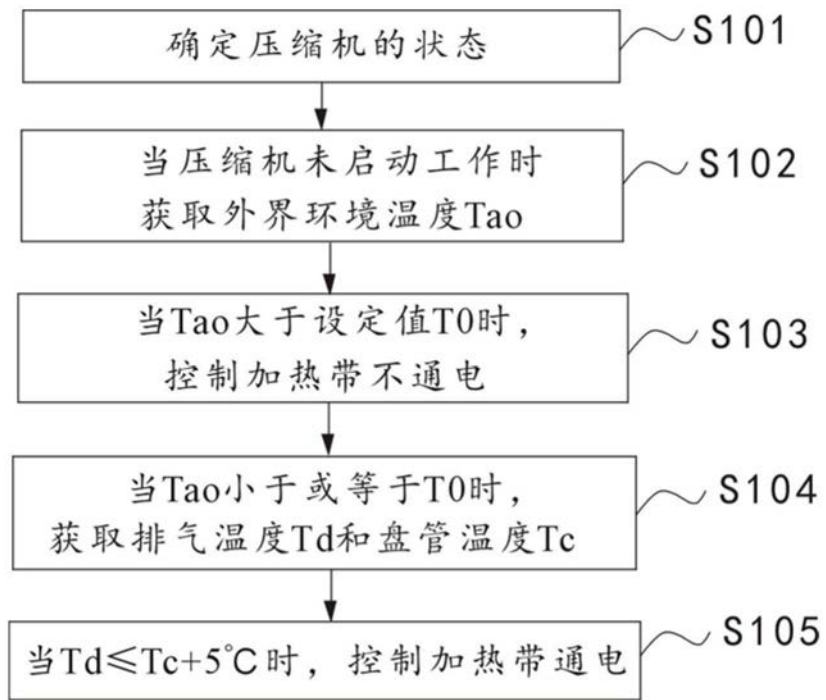 确定压缩机的状态
S101
当压缩机未启动工作时
获取外界环境温度Tao
S102
当Tao大于设定值T0时，
控制加热带不通电
S103
当Tao小于或等于T0时，
获取排气温度Td和盘管温度Tc
S104
当Td≤Tc+5℃时，控制加热带通电
S105